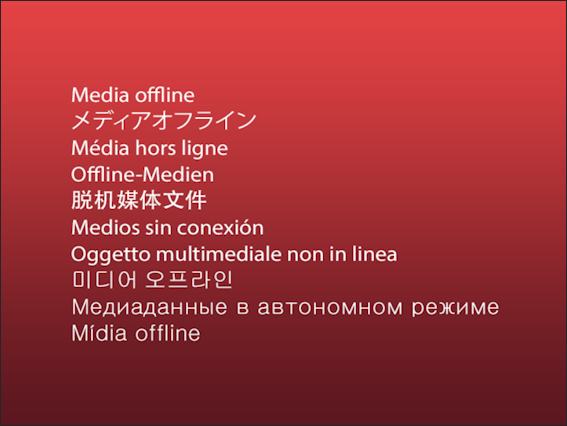 Media offline
メディアオフライン
Média hors ligne
Offline-Medien
脱机媒体文件
Medios sin conexión
Oggetto multimediale non in linea
미디어 오프라인
Медиаданные в автономном режиме
Mídia offline